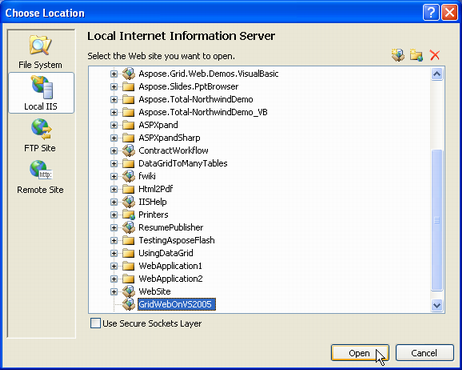 Choose Location
File System
Local IIS
FTP Site
http:
Remote Site
Local Internet Information Server
Select the Web site you want to open.
Aspose.Grid.Web.Demos.VisualBasic
Aspose.Slides.PptBrowser
Aspose.Total-NorthwindDemo
Aspose.Total-NorthwindDemo_VB
ASPXpand
ASPXpandSharp
ContractWorkflow
DataGridToManyTables
fwiki
Html2Pdf
IISHelp
Printers
ResumePublisher
TestingAsposeFlash
UsingDataGrid
WebApplication1
WebApplication2
WebSite
GridWebOnVS2005
Use Secure Sockets Layer
Open
Cancel